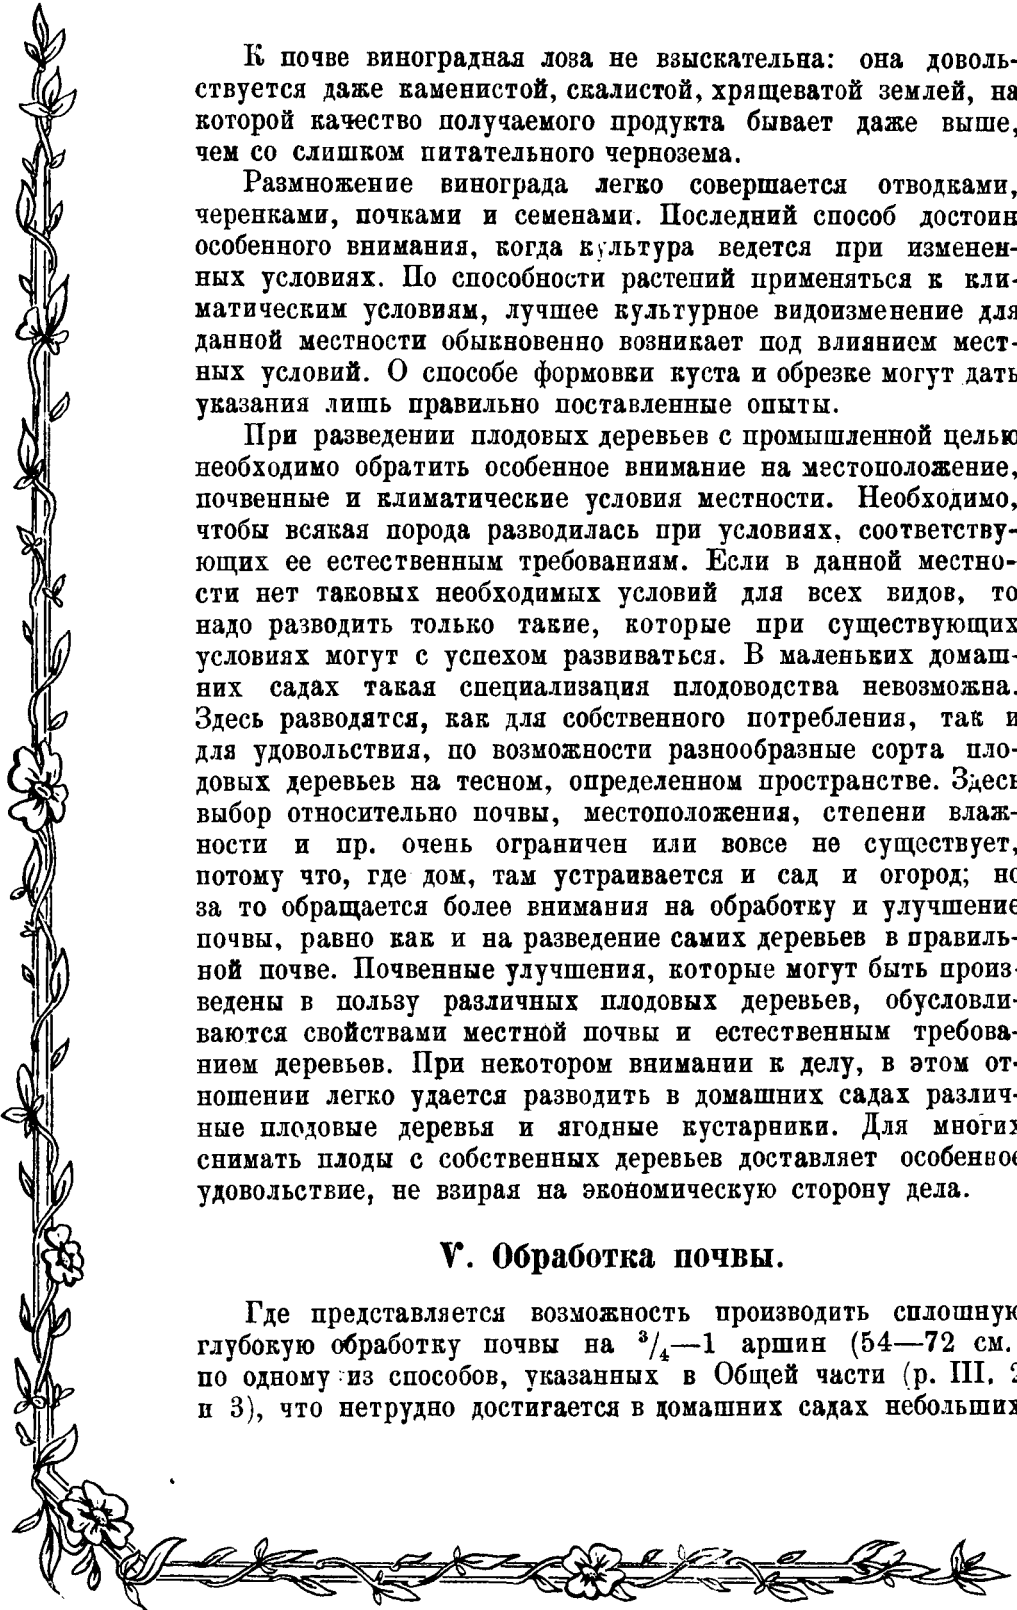 К почве виноградная лоза не взыскательна: она доволь-
ствуется даже каменистой, скалистой, хрящеватой землей, на
которой качество получаемого продукта бывает даже выше,
чем со слишком питательного чернозема.
Размножение винограда легко совершается отводками,
черенками, почками и семенами. Последний способ достоин
особенного внимания, когда культура ведется при изменен-
ных условиях. По способности растений применяться к кли-
матическим условиям, лучшее культурное видоизменение для
данной местности обыкновенно возникает под влиянием мест-
ных условий. О способе формовки куста и обрезке могут дать
указания лишь правильно поставленные опыты.
При разведении плодовых деревьев с промышленной целью
необходимо обратить особенное внимание на местоположение,
почвенные и климатические условия местности. Необходимо,
чтобы всякая порода разводилась при условиях, соответству-
ющих ее естественным требованиям. Если в данной местно-
сти нет таковых необходимых условий для всех видов, то
надо разводить только такие, которые при существующих
условиях могут с успехом развиваться. В маленьких домаш-
них садах такая специализация плодоводства невозможна.
Здесь разводятся, как для собственного потребления, так и
для удовольствия, по возможности разнообразные сорта пло-
довых деревьев на тесном, определенном пространстве. Здесь
выбор относительно почвы, местоположения, степени влаж-
ности и пр. очень ограничен или вовсе не существует,
потому что, где дом, там устраивается и сад и огород; но
за то обращается более внимания на обработку и улучшение
почвы, равно как и на разведение самих деревьев в правиль-
ной почве. Почвенные улучшения, которые могут быть произ-
ведены в пользу различных плодовых деревьев, обусловли-
ваются свойствами местной почвы и естественным требова-
нием деревьев. При некотором внимании к делу, в этом от-
ношении легко удается разводить в домашних садах различ-
ные плодовые деревья и ягодные кустарники. Для многих
снимать плоды с собственных деревьев доставляет особенное
удовольствие, не взирая на экономическую сторону дела.
V. Обработка почвы.
Где представляется возможность производить сплошную
глубокую обработку почвы на ³/₄—1 аршин (54—72 см.
по одному из способов, указанных в Общей части (р. III, 2
и 3), что нетрудно достигается в домашних садах небольших